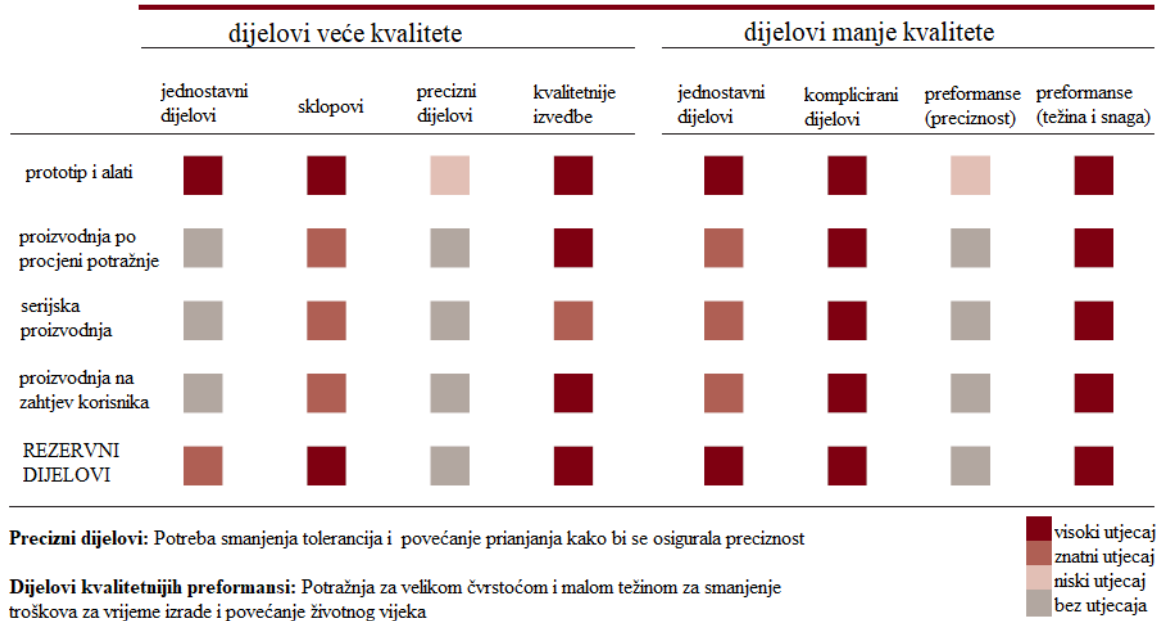 dijelovi veće kvalitete
dijelovi manje kvalitete
jednostavni
dijelovi
sklopovi
precizni
dijelovi
kvalitetnije
izvedbe
jednostavni
dijelovi
komplicirani
dijelovi
preformanse
(preciznost)
preformanse
(težina i snaga)
prototip i alati
proizvodnja po
procjeni potražnje
serijska
proizvodnja
proizvodnja na
zahtjev korisnika
REZERVNI
DIJELOVI
Precizni dijelovi: Potreba smanjenja tolerancija i povećanje prianjanja kako bi se osigurala preciznost
Dijelovi kvalitetnijih preformansi: Potražnja za velikom čvrstoćom i malom težinom za smanjenje
troškova za vrijeme izrade i povećanje životnog vijeka
visoki utjecaj
znatni utjecaj
niski utjecaj
bez utjecaja